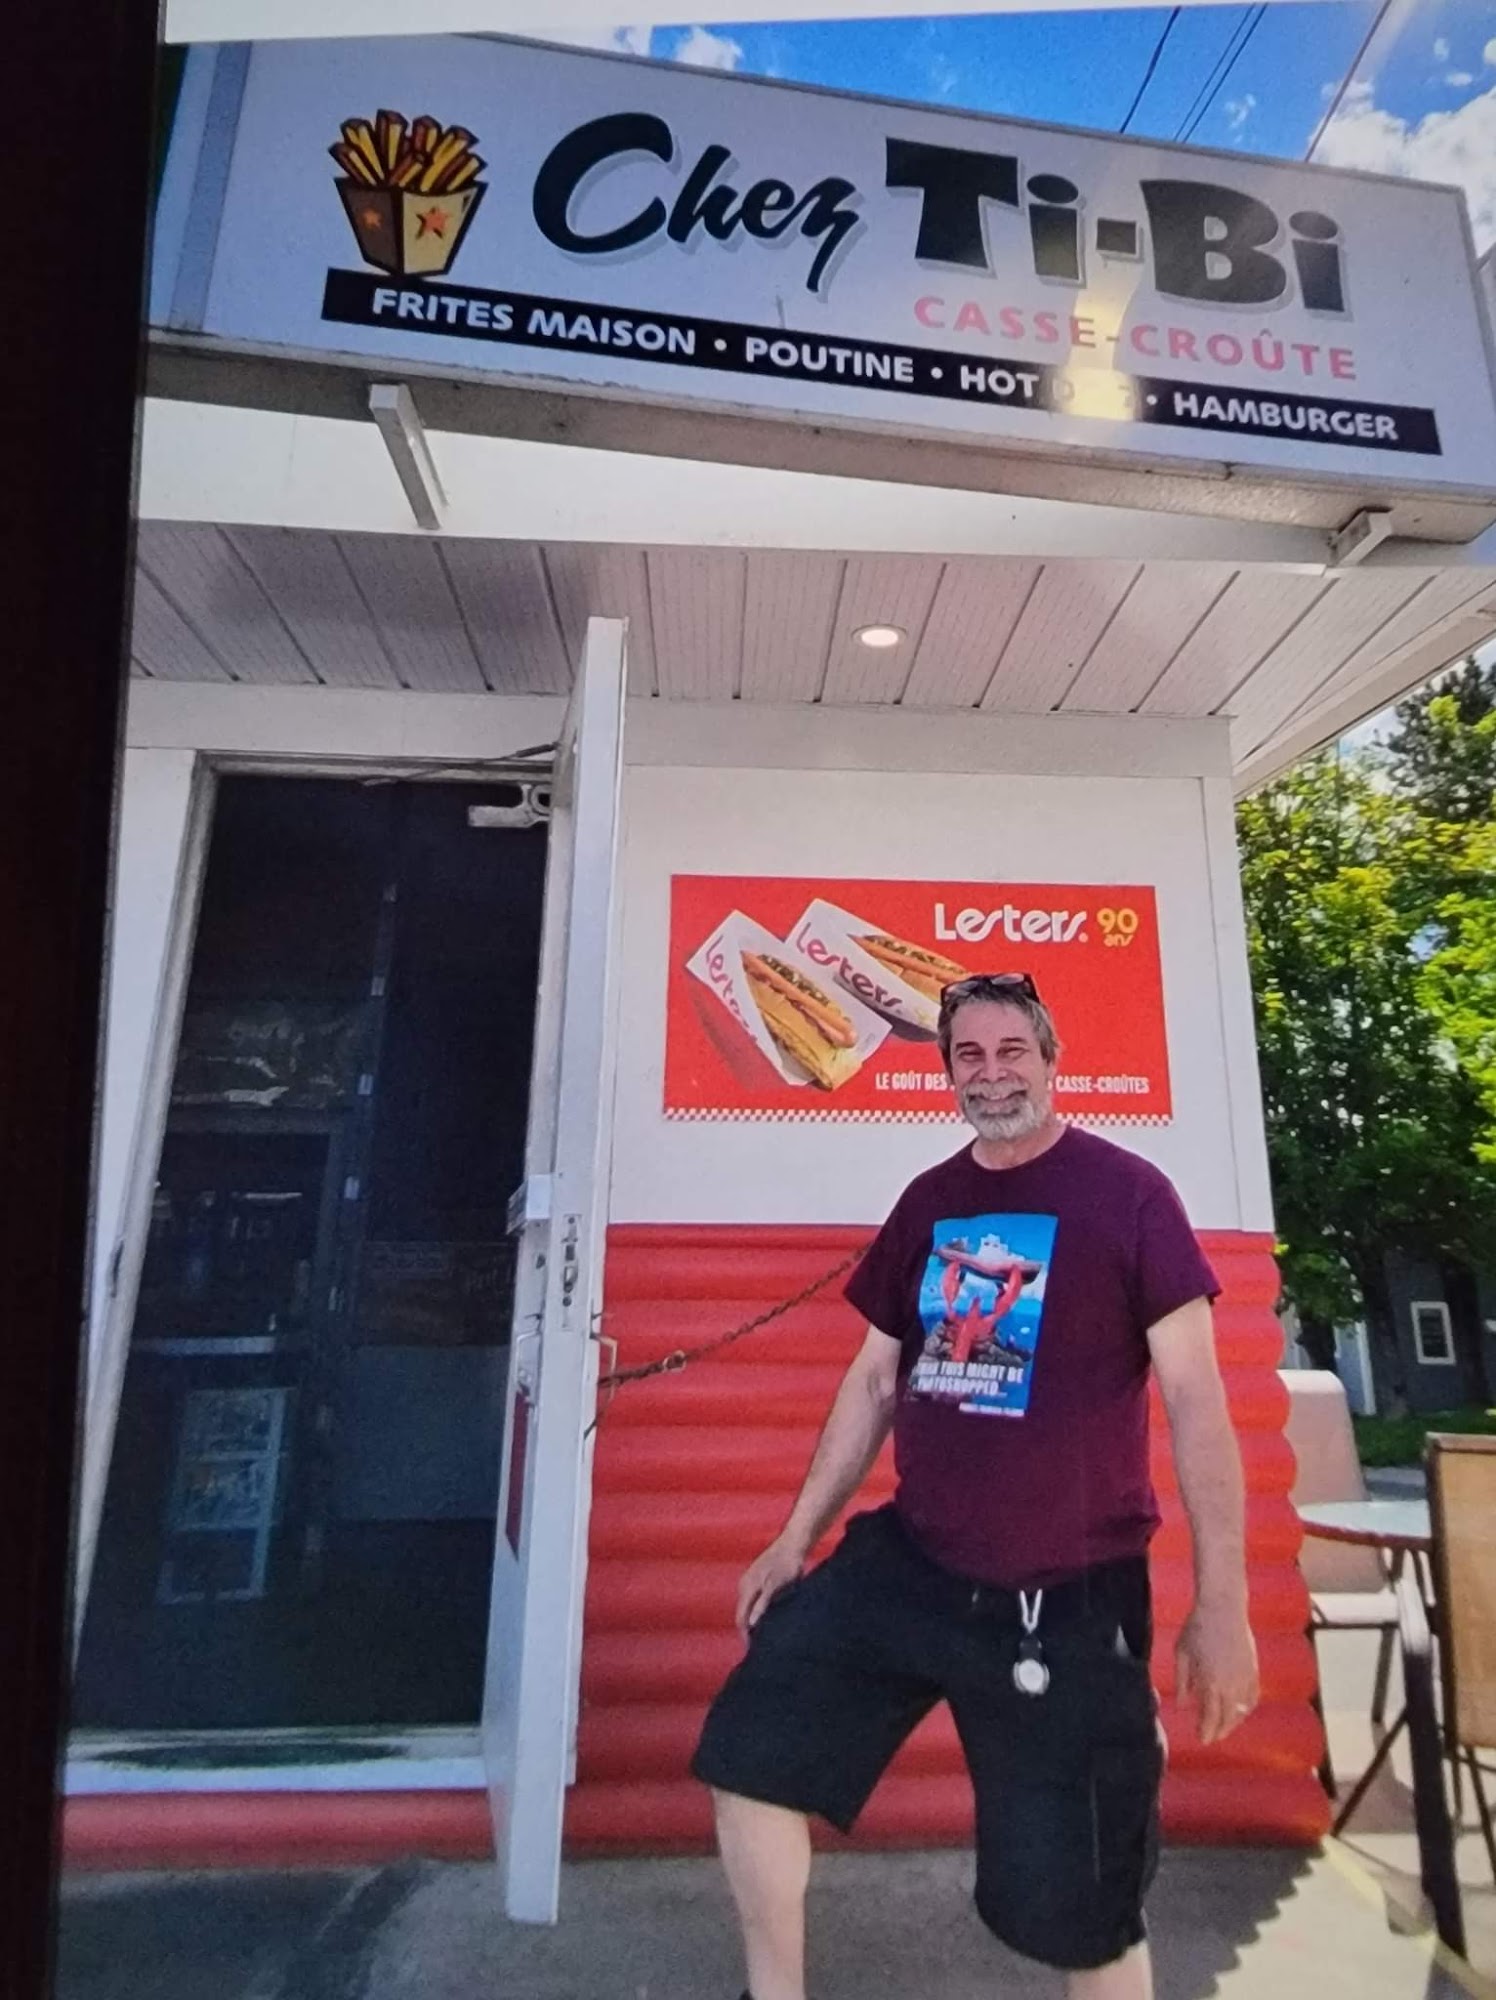 Chez Ti-Bi
CASSE-CROÛTE
FRITES MAISON • POUTINE • HOT • HAMBURGER
Lesters. 90
ans
Lesters
Lesters.
LE GOÛT DES CASSE-CROÛTES
THIS MIGHT BE
PHOTOSHOPPED...